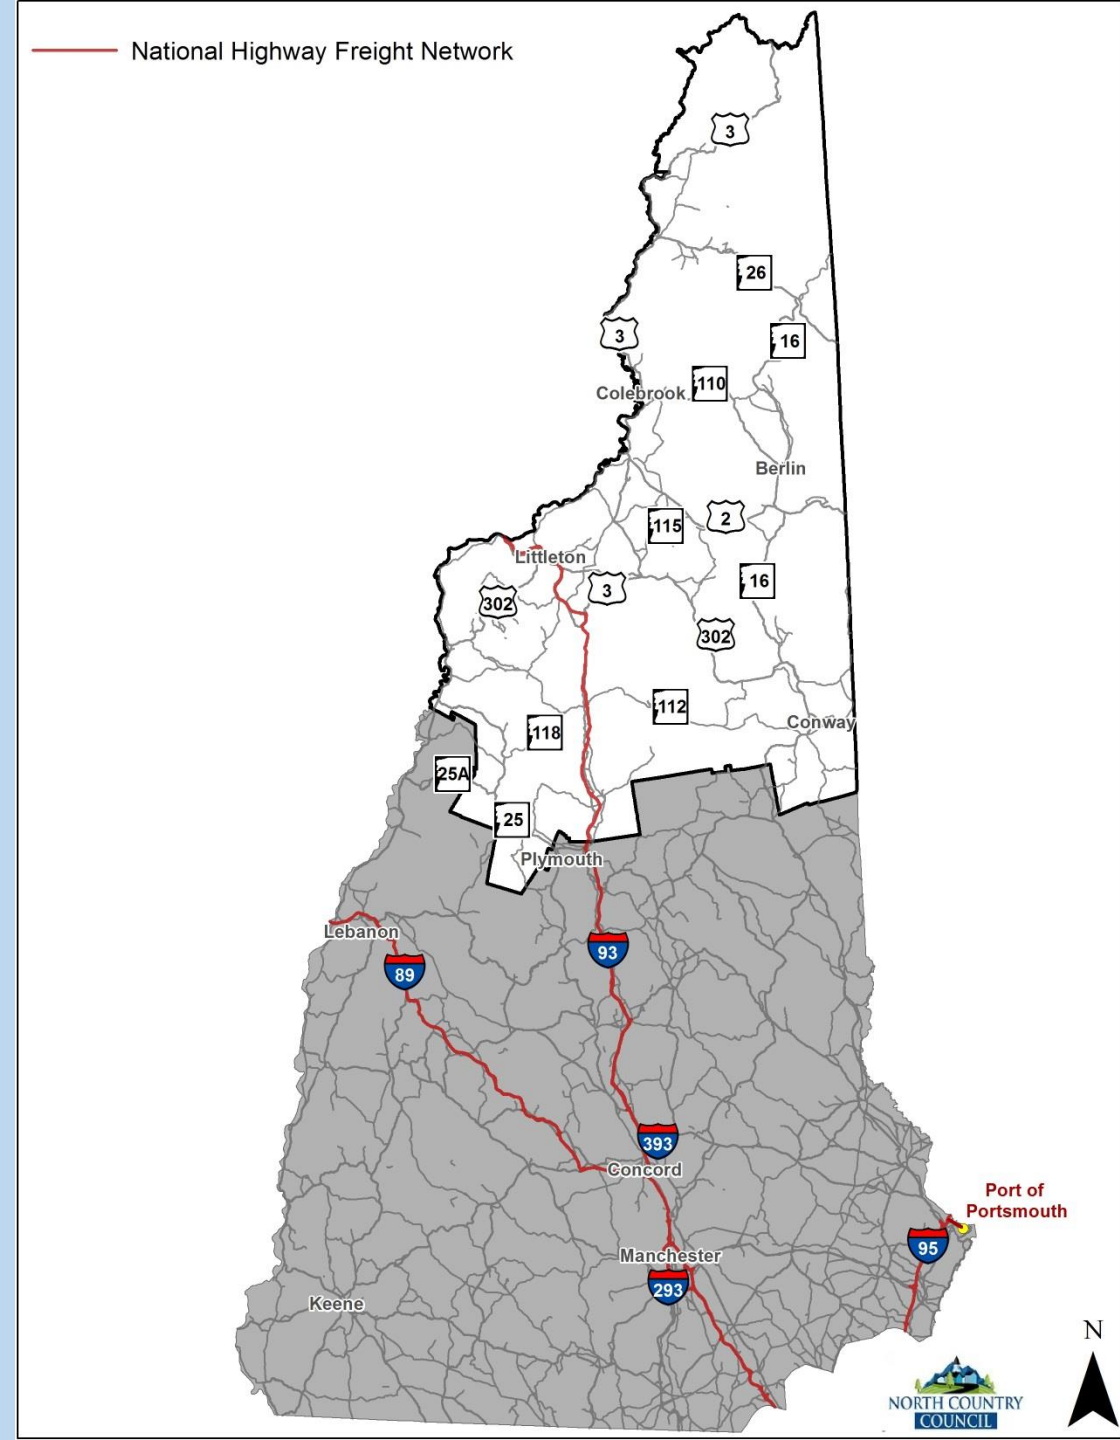 National Highway Freight Network
3
26
3
16
110
Colebrook
Berlin
115
2
Littleton
3
16
302
302
112
Conway
118
25A
25
Plymouth
Lebanon
93
89
393
Concord
Port of
Portsmouth
95
Manchester
293
Keene
N
NORTH COUNTRY
COUNCIL